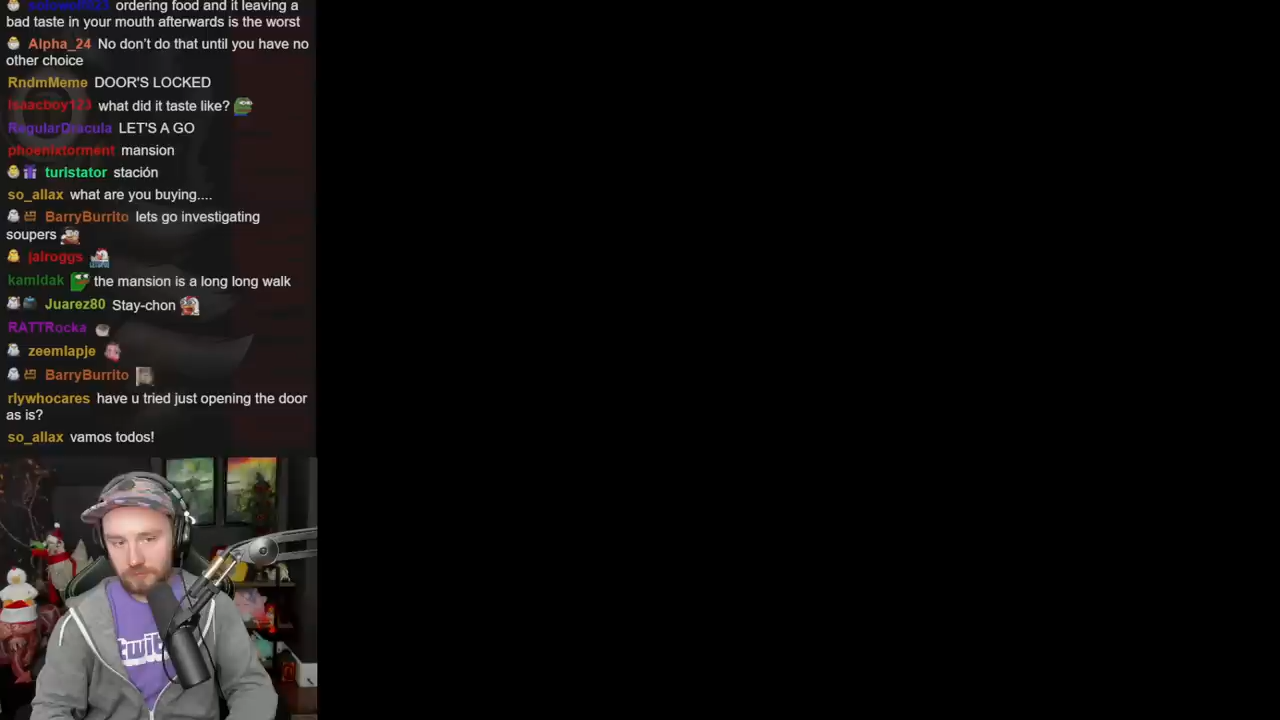 ordering food and it leaving a
bad taste in your mouth afterwards is the worst
Alpha_24 No don't do that until you have no
other choice
RndmMeme DOOR'S LOCKED
Isaacboy123 what did it taste like?
RegularDracula LET'S A GO
phoenixtorment mansion
turistator stación
so_allax what are you buying....
BarryBurrito lets go investigating
soupers
jalroggs
kamidak the mansion is a long long walk
Juarez80 Stay-chon
RATTRocka
zeemlapje
BarryBurrito
rlywhocares have u tried just opening the door
as is?
so_allax vamos todos!
twitch